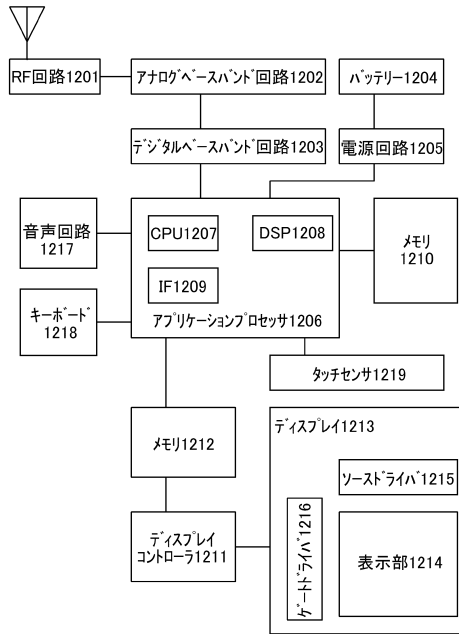 RF回路1201
アナログベースバンド回路1202
バッテリー1204
デジタルベースバンド回路1203
電源回路1205
音声回路
1217
CPU1207
DSP1208
メモリ
1210
IF1209
キーボード
1218
アプリケーションプロセッサ1206
タッチセンサ1219
メモリ1212
ディスプレイ1213
ソースドライバ1215
ゲートドライバ1216
ディスプレイ
コントローラ1211
表示部1214